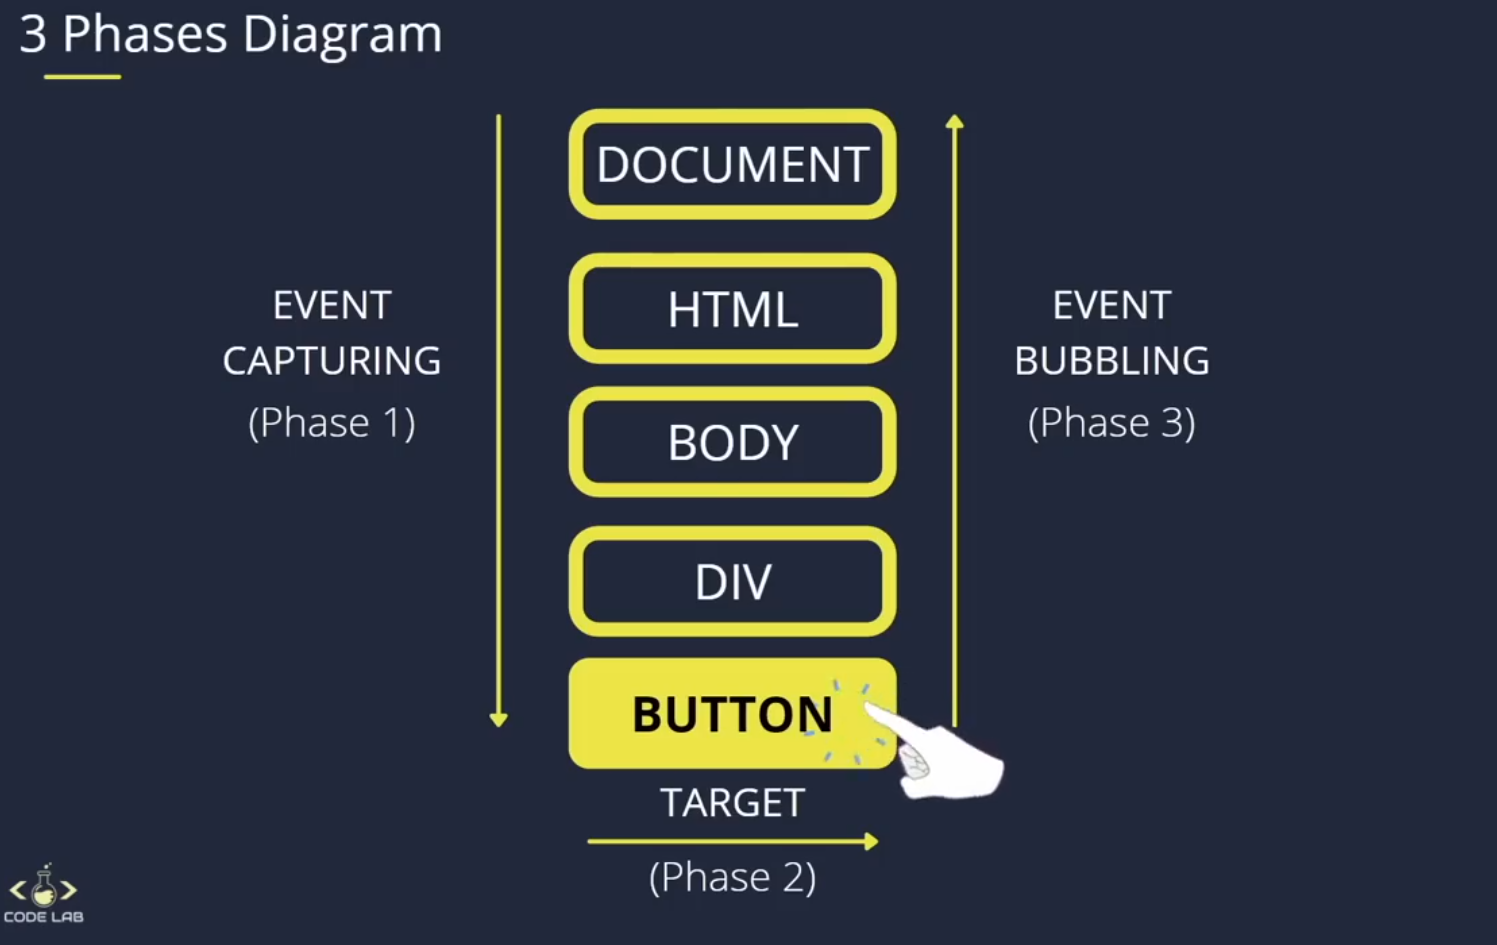 3 Phases Diagram
DOCUMENT
HTML
EVENT
CAPTURING
(Phase 1)
EVENT
BUBBLING
(Phase 3)
BODY
DIV
BUTTON
TARGET
(Phase 2)
CODE LAB